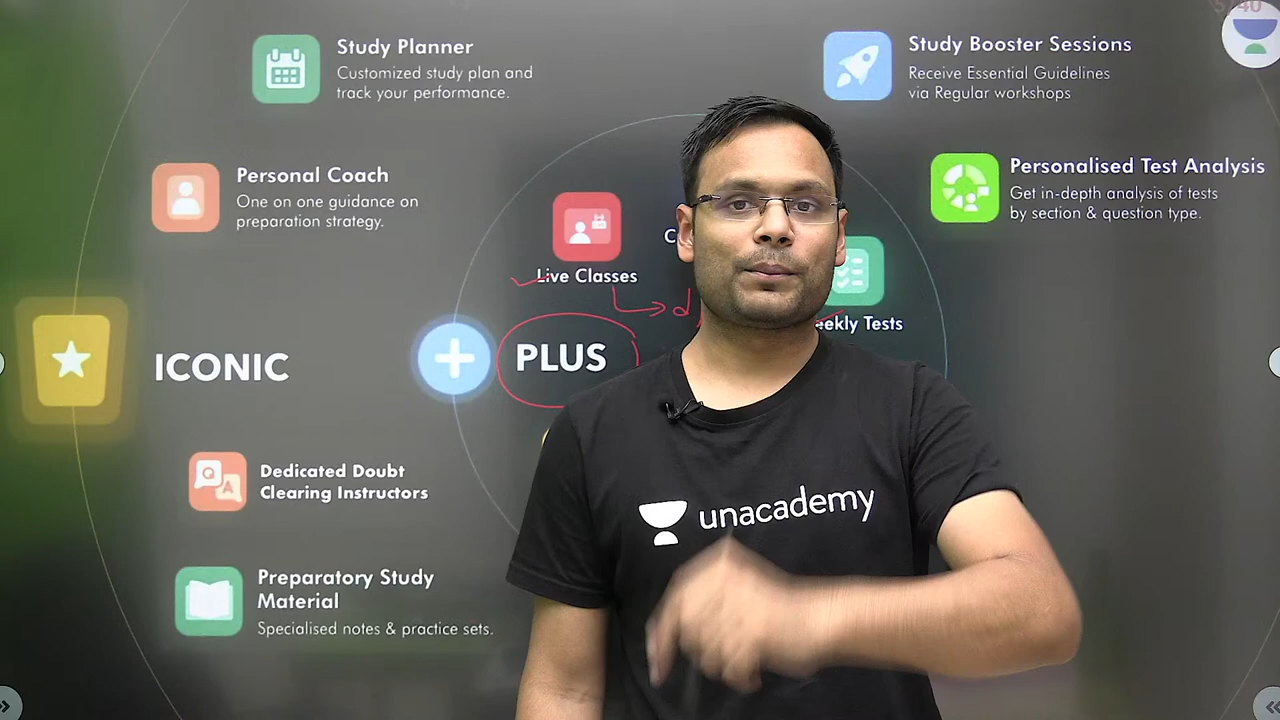 Study Planner
Customized study plan and
track your performance.
Study Booster Sessions
Receive Essential Guidelines
via Regular workshops
Personal Coach
One on one guidance on
preparation strategy.
Personalised Test Analysis
Get in-depth analysis of tests
by section & question type.
Live Classes
eekly Tests
ICONIC
PLUS
Dedicated Doubt
Clearing Instructors
Preparatory Study
Material
Specialised notes & practice sets.
unacademy